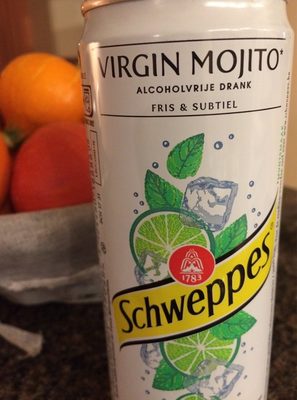 VIRGIN MOJITO*
ALCOHOLVRIJE DRANK
FRIS & SUBTIEL
1783
Schweppes